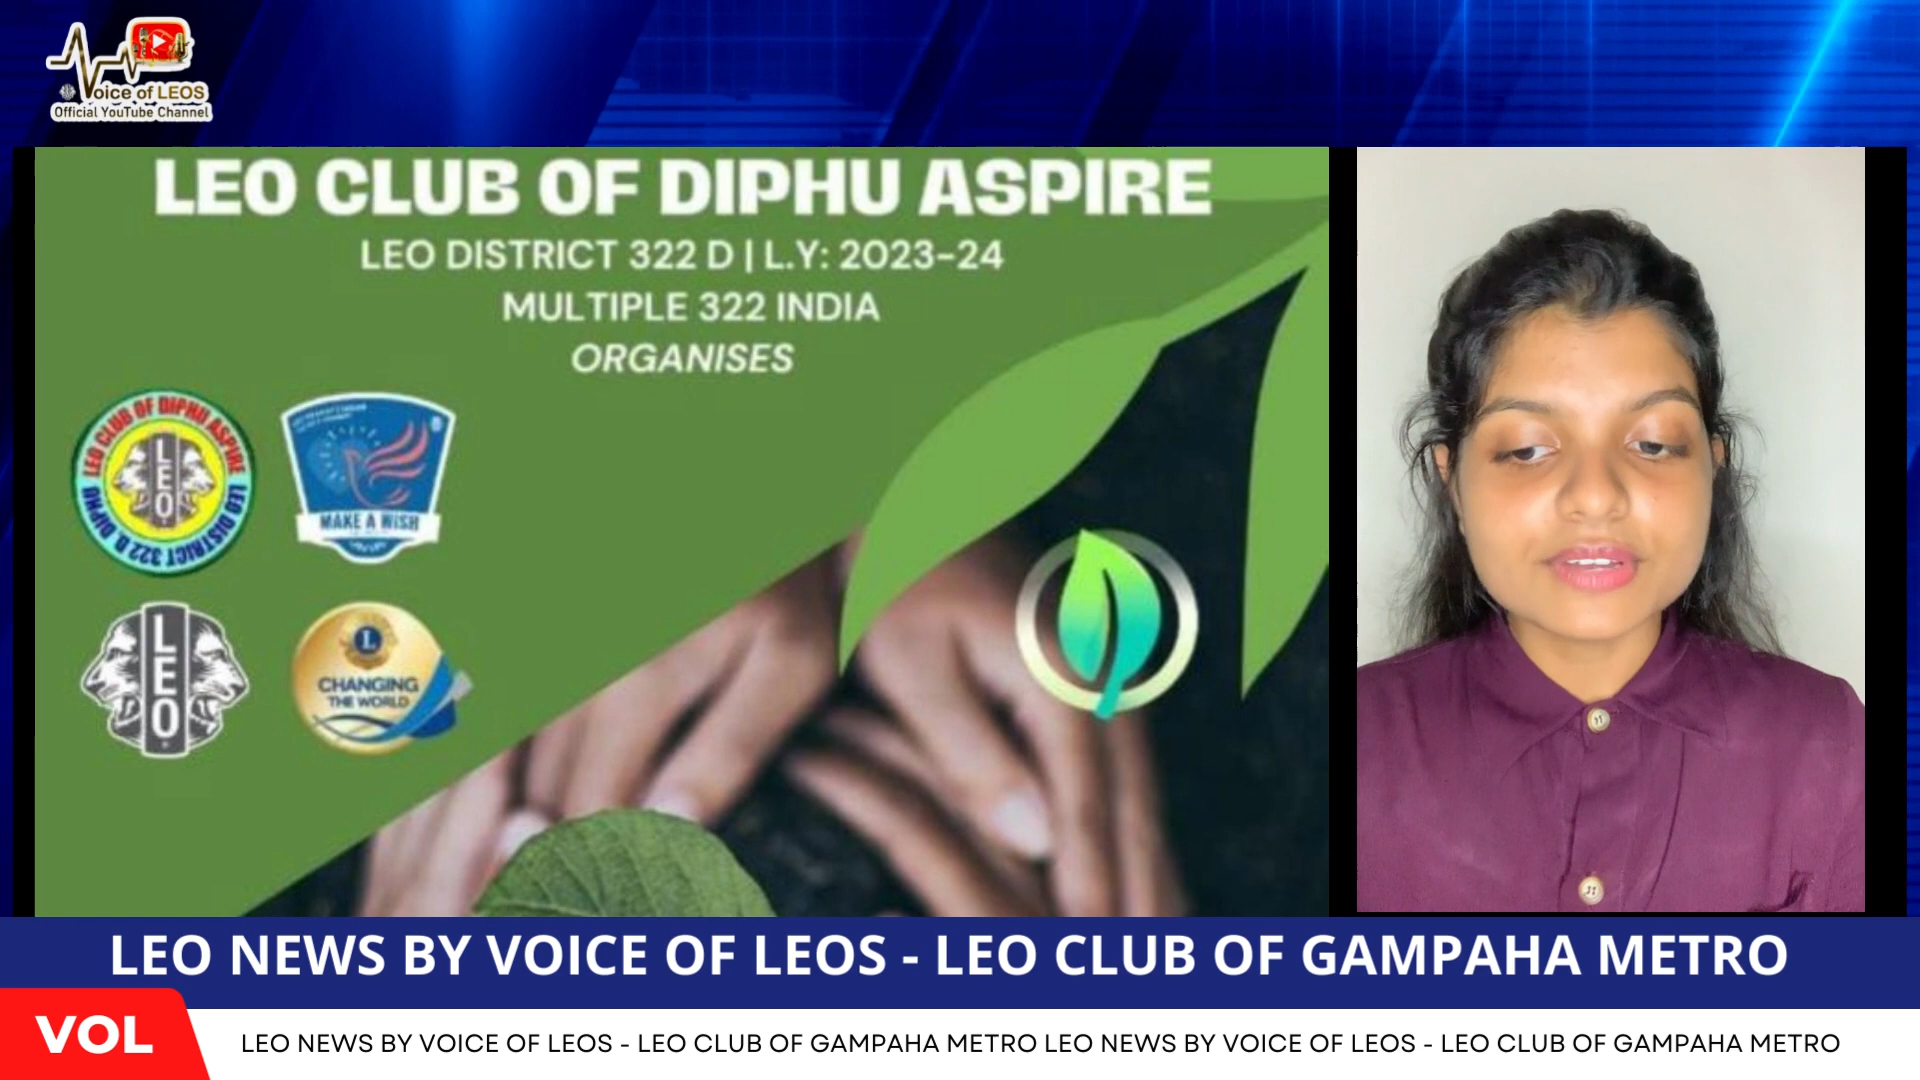 Voice of LEOS
Official YouTube Channel
LEO CLUB OF DIPHU ASPIRE
LEO DISTRICT 322 D | L.Y: 2023-24
MULTIPLE 322 INDIA
ORGANISES
LEO CLUB OF DIPHU ASPIRE
LEO
LEO DISTRICT 322 D, DIPHU
MAKE A WISH
LEO
L
CHANGING
THE WORLD
LEO NEWS BY VOICE OF LEOS - LEO CLUB OF GAMPAHA METRO
VOL
LEO NEWS BY VOICE OF LEOS - LEO CLUB OF GAMPAHA METRO LEO NEWS BY VOICE OF LEOS - LEO CLUB OF GAMPAHA METRO